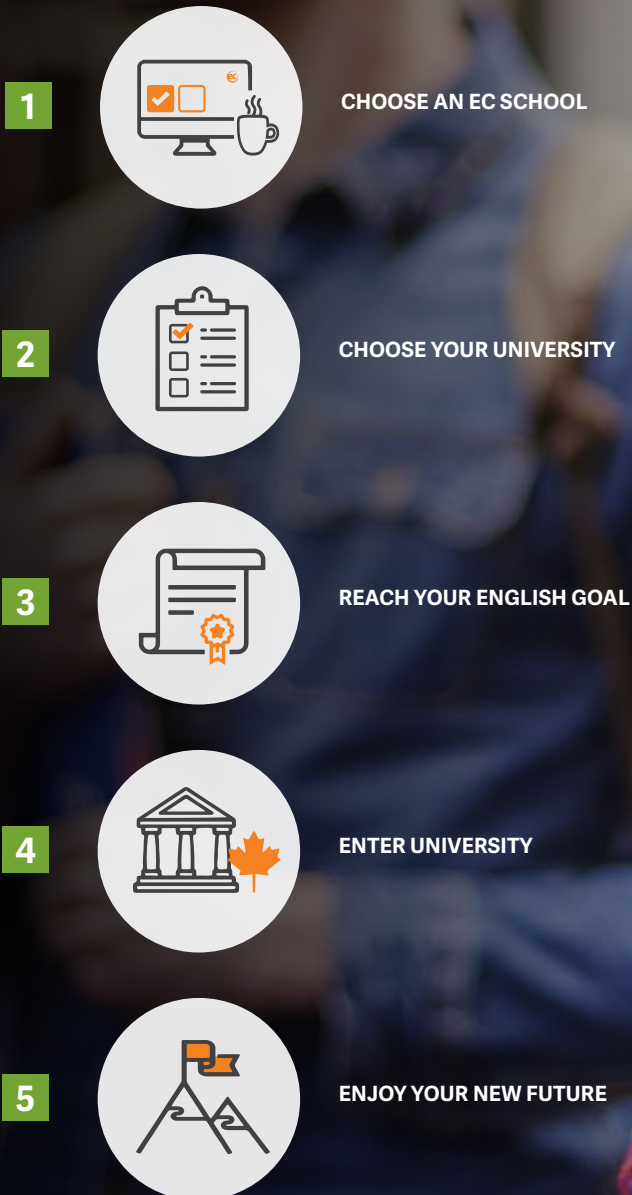 1
ec
CHOOSE AN EC SCHOOL
2
CHOOSE YOUR UNIVERSITY
3
REACH YOUR ENGLISH GOAL
4
ENTER UNIVERSITY
5
ENJOY YOUR NEW FUTURE